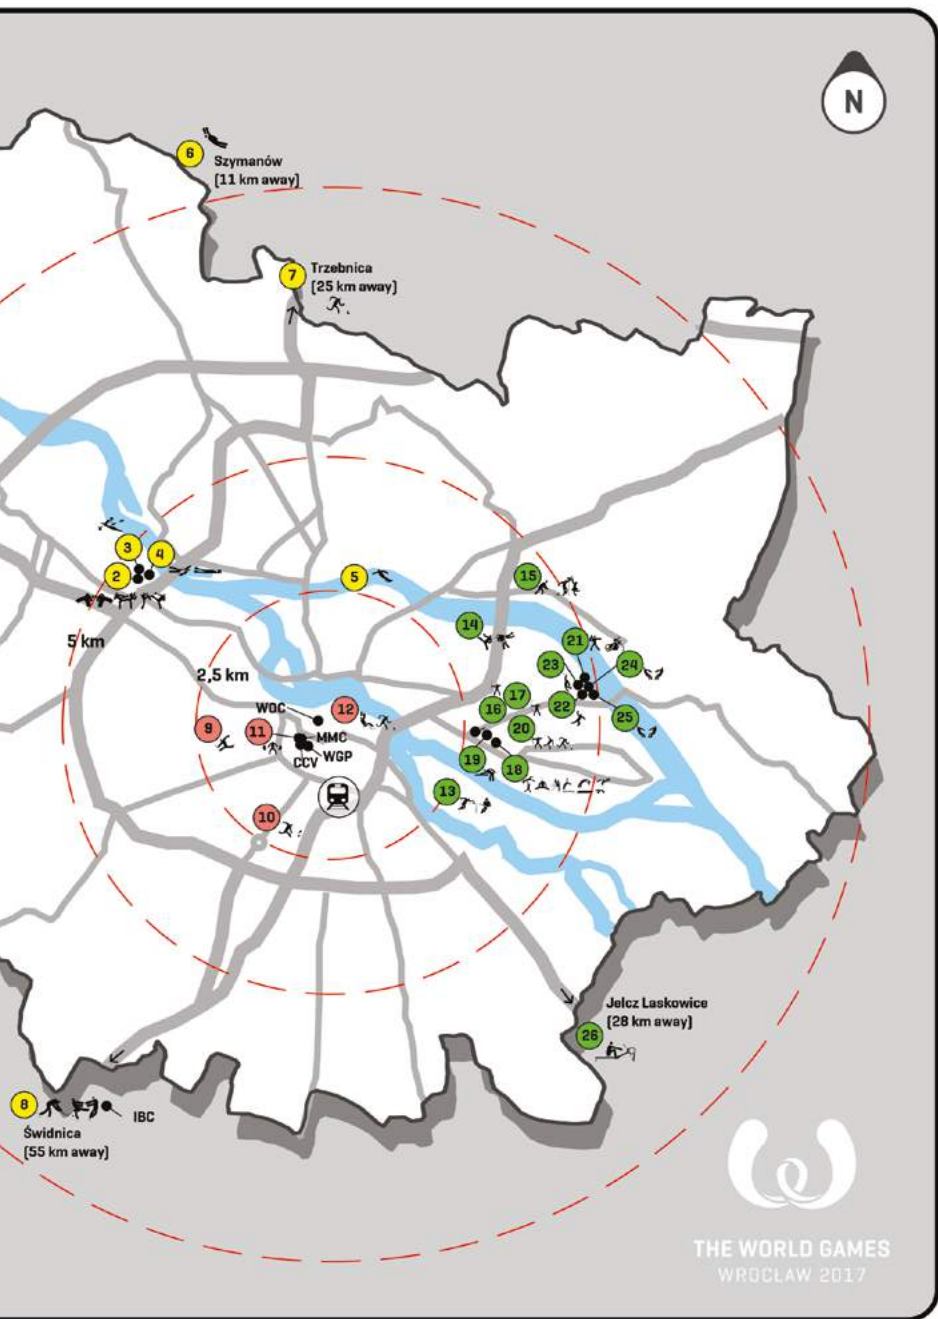 N
6
Szymanów
(11 km away)
7
Trzebnica
(25 km away)
3
4
2
5
15
5 km
14
21
2,5 km
23
24
17
16
22
WOC
12
25
9
11
MMC
20
CCV
WGP
19
18
13
10
Jelcz Laskowice
(28 km away)
26
8
IBC
Świdnica
(55 km away)
THE WORLD GAMES
WROCLAW 2017